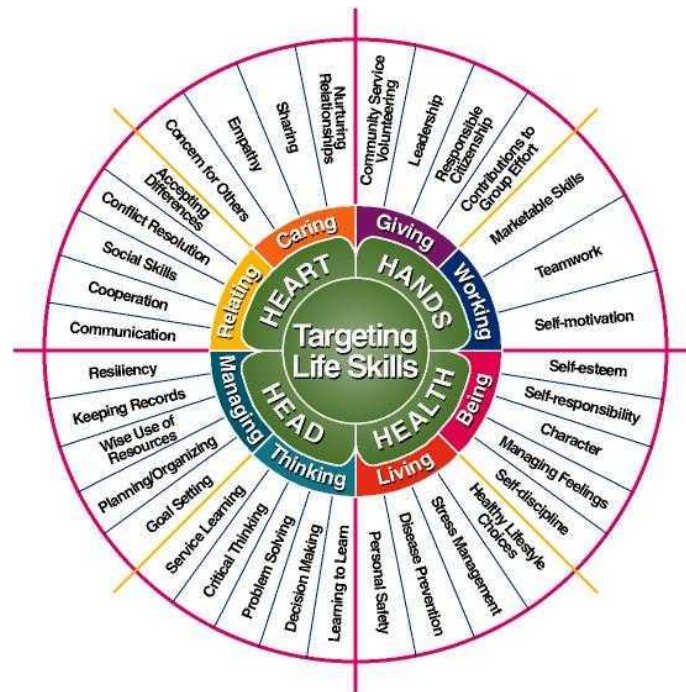 Targeting
Life Skills
HEART
HANDS
HEALTH
HEAD
Caring
Giving
Working
Being
Living
Thinking
Managing
Relating
Nurturing
Relationships
Sharing
Empathy
Concern for Others
Accepting
Differences
Conflict Resolution
Social Skills
Cooperation
Communication
Community Service
Volunteering
Leadership
Responsible
Citizenship
Contributions to
Group Effort
Marketable Skills
Teamwork
Self-motivation
Self-esteem
Self-responsibility
Character
Managing Feelings
Self-discipline
Healthy Lifestyle
Choices
Stress Management
Disease Prevention
Personal Safety
Learning to Learn
Decision Making
Problem Solving
Critical Thinking
Service Learning
Goal Setting
Planning/Organizing
Wise Use of
Resources
Keeping Records
Resiliency